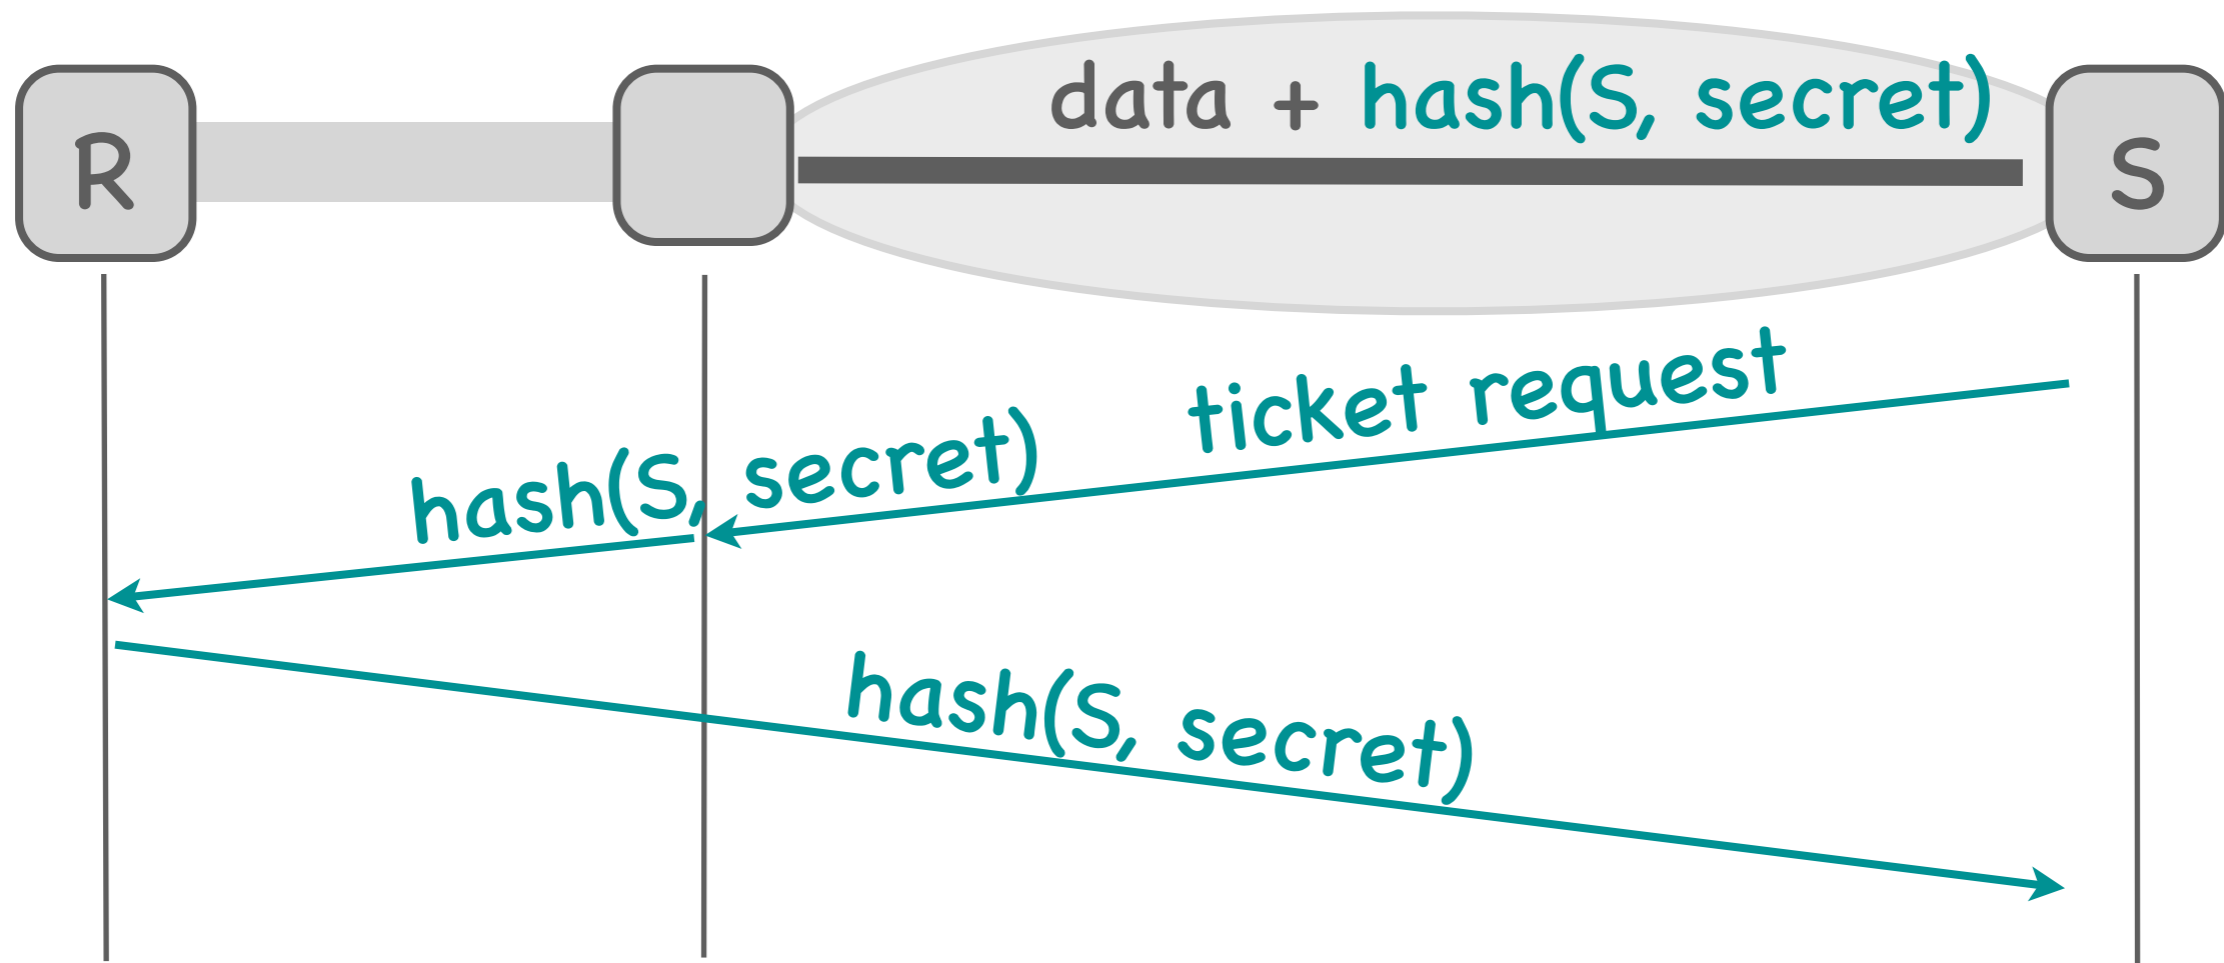 data + hash(S, secret)
R
S
ticket request
hash(S, secret)
hash(S, secret)